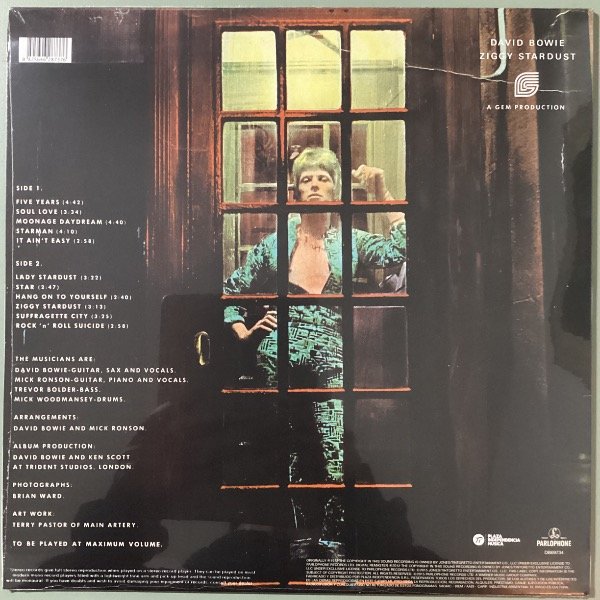 DAVID BOWIE
ZIGGY STARDUST
A GEM PRODUCTION
SIDE 1.
FIVE YEARS (4:42)
SOUL LOVE (3:34)
MOONAGE DAYDREAM (4:40)
STARMAN (4:10)
IT AIN'T EASY (2:58)
SIDE 2.
LADY STARDUST (3:22)
STAR (2:47)
HANG ON TO YOURSELF (2:40)
ZIGGY STARDUST (3:13)
SUFFRAGETTE CITY (3:25)
ROCK 'n' ROLL SUICIDE (2:58)
THE MUSICIANS ARE:
DAVID BOWIE-GUITAR, SAX AND VOCALS.
MICK RONSON-GUITAR, PIANO AND VOCALS.
TREVOR BOLDER-BASS.
MICK WOODMANSEY-DRUMS.
ARRANGEMENTS:
DAVID BOWIE AND MICK RONSON.
ALBUM PRODUCTION:
DAVID BOWIE AND KEN SCOTT
AT TRIDENT STUDIOS, LONDON.
PHOTOGRAPHS:
BRIAN WARD.
ART WORK:
TERRY PASTOR OF MAIN ARTERY.
TO BE PLAYED AT MAXIMUM VOLUME.
PLAZA
INDEPENDENCIA
MÚSICA
PARLOPHONE